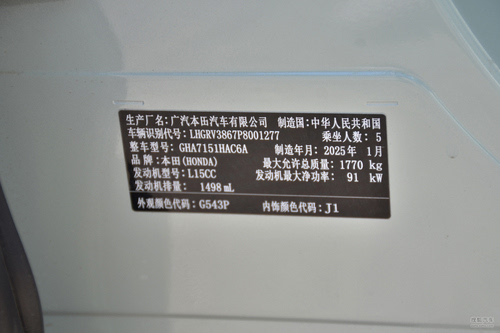 生产厂名:广汽本田汽车有限公司 制造国:中华人民共和国
车辆识别代号:LHGRV3867P8001277 乘坐人数:5
整车型号:GHA7151HAC6A 制造年月:2025年 1月
品牌:本田(HONDA) 最大允许总质量:1770 kg
发动机型号:L15CC 发动机最大净功率:91 kW
发动机排量:1498 mL
外观颜色代码:G543P 内饰颜色代码:J1